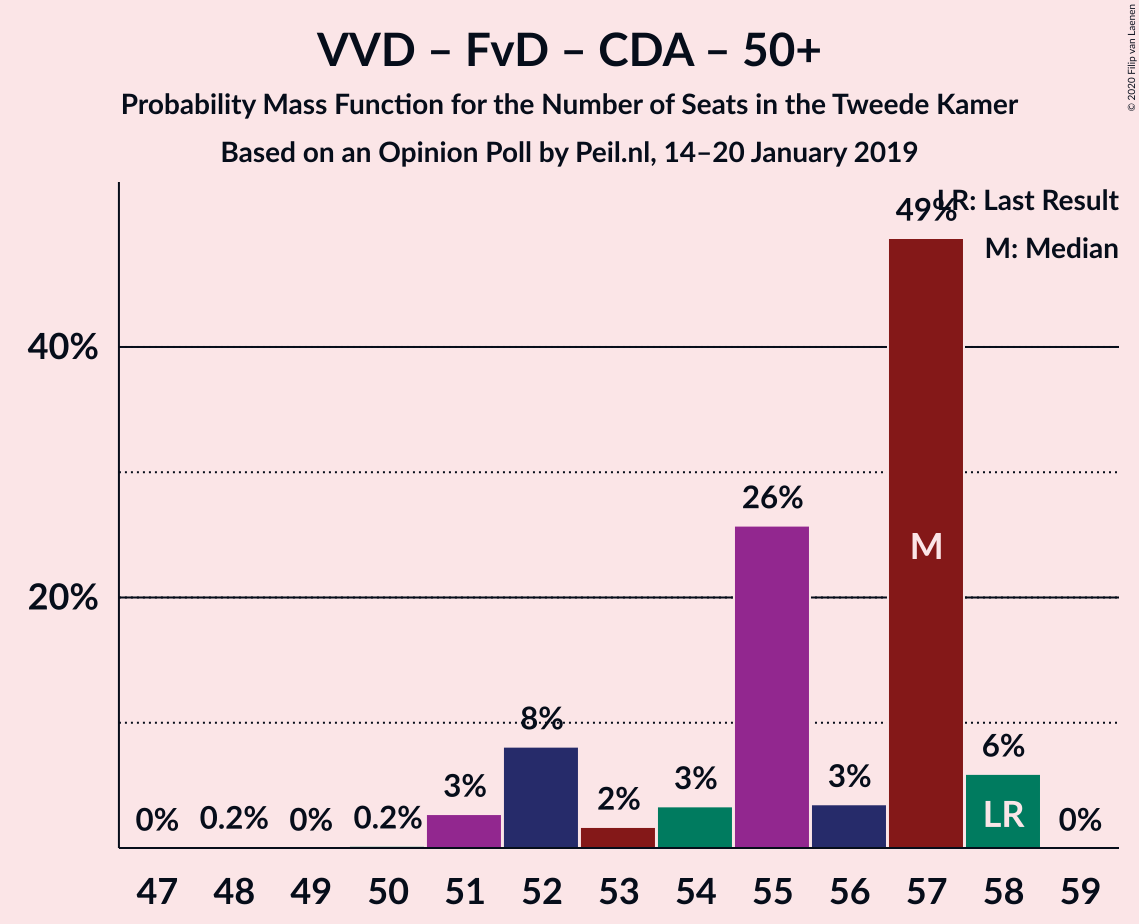 VVD – FvD – CDA – 50+
Probability Mass Function for the Number of Seats in the Tweede Kamer
Based on an Opinion Poll by Peil.nl, 14–20 January 2019
© 2020 Filip van Laenen
LR: Last Result
M: Median
40%
20%
0%
0.2%
0%
0.2%
3%
8%
2%
3%
26%
3%
49%
6%
0%
M
LR
47 48 49 50 51 52 53 54 55 56 57 58 59